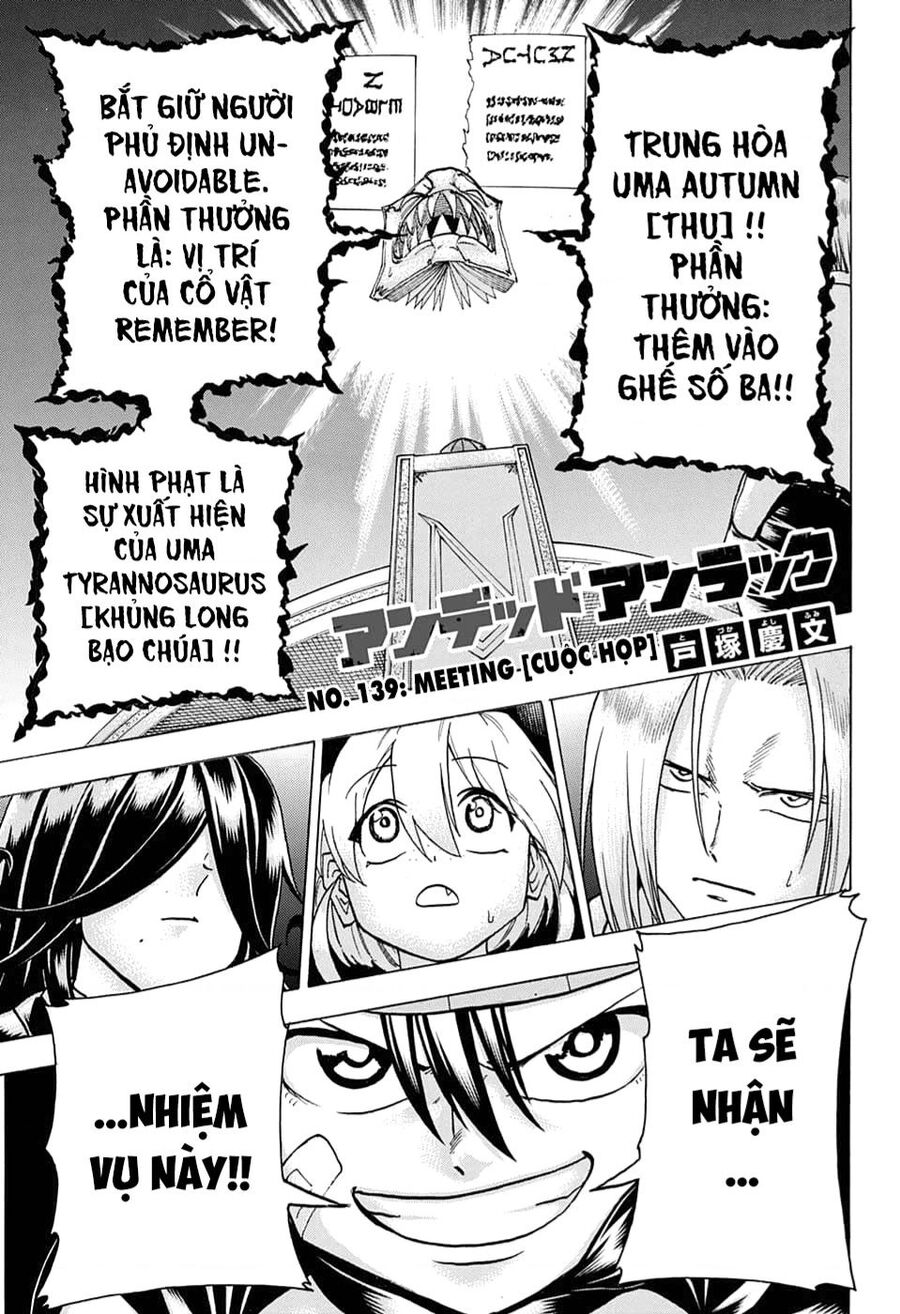 TRUNG HÒA
UMA AUTUMN
[THU] !!
PHẦN
THƯỞNG:
THÊM VÀO
GHẾ SỐ BA!!
BẮT GIỮ NGƯỜI
PHỦ ĐỊNH UN-
AVOIDABLE.
PHẦN THƯỞNG
LÀ: VỊ TRÍ
CỦA CỔ VẬT
REMEMBER!
HÌNH PHẠT LÀ
SỰ XUẤT HIỆN
CỦA UMA
TYRANNOSAURUS
[KHỦNG LONG
BẠO CHÚA] !!
アンデッドアンラック
NO. 139: MEETING [CUỘC HỌP]
戸塚慶文
TA SẼ
NHẬN
...
...NHIỆM
VỤ NÀY!!